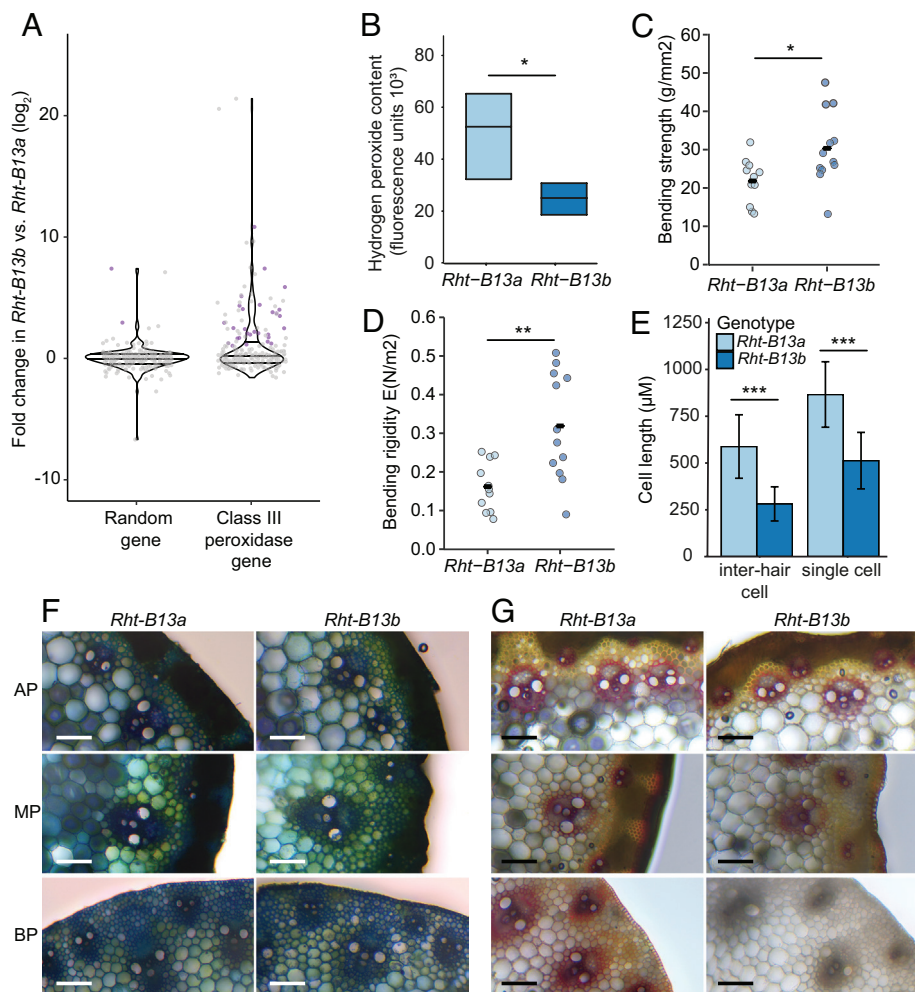 A
Fold change in Rht-B13b vs. Rht-B13a (log2)
20
10
0
-10
Random
gene
Class III
peroxidase
gene
B
Hydrogen peroxide content
(fluorescence units 10³)
80
60
40
20
0
*
Rht−B13a
Rht−B13b
C
Bending strength (g/mm2)
60
50
40
30
20
10
0
*
Rht−B13a
Rht−B13b
D
Bending rigidity E(N/m2)
0.6
0.5
0.4
0.3
0.2
0.1
0.0
**
Rht−B13a
Rht−B13b
E
Genotype
Rht-B13a
Rht-B13b
Cell length (µM)
1250
1000
750
500
250
0
***
***
inter-hair
cell
single cell
F
Rht-B13a
Rht-B13b
AP
MP
BP
G
Rht-B13a
Rht-B13b